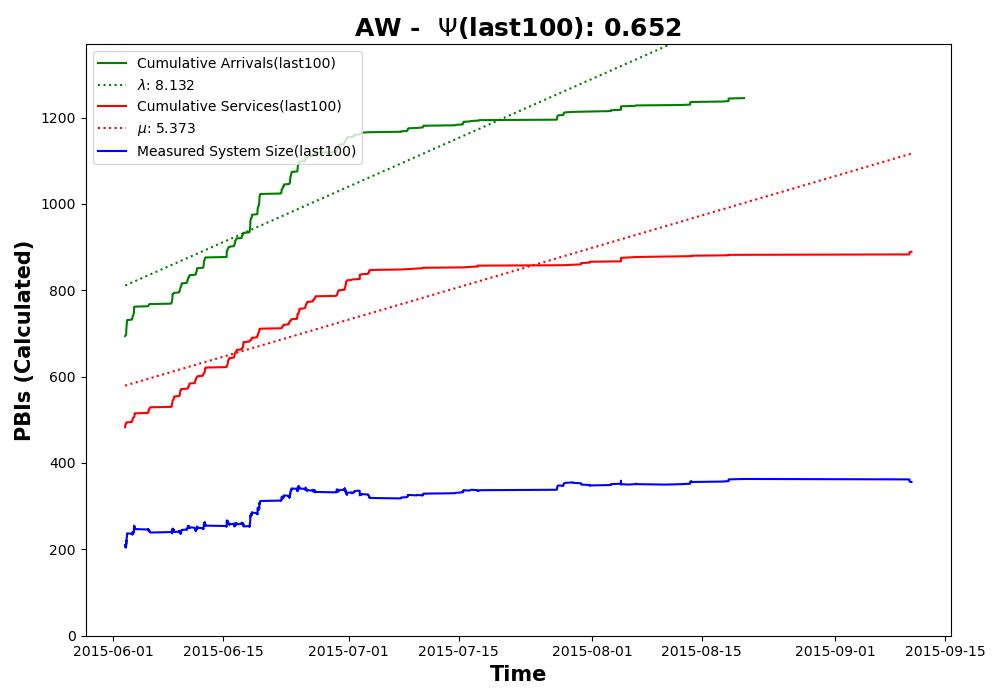 AW -  Ψ(last100): 0.652
Cumulative Arrivals(last100)
λ: 8.132
Cumulative Services(last100)
μ: 5.373
Measured System Size(last100)
PBIs (Calculated)
1200
1000
800
600
400
200
0
2015-06-01 2015-06-15 2015-07-01 2015-07-15 2015-08-01 2015-08-15 2015-09-01 2015-09-15
Time